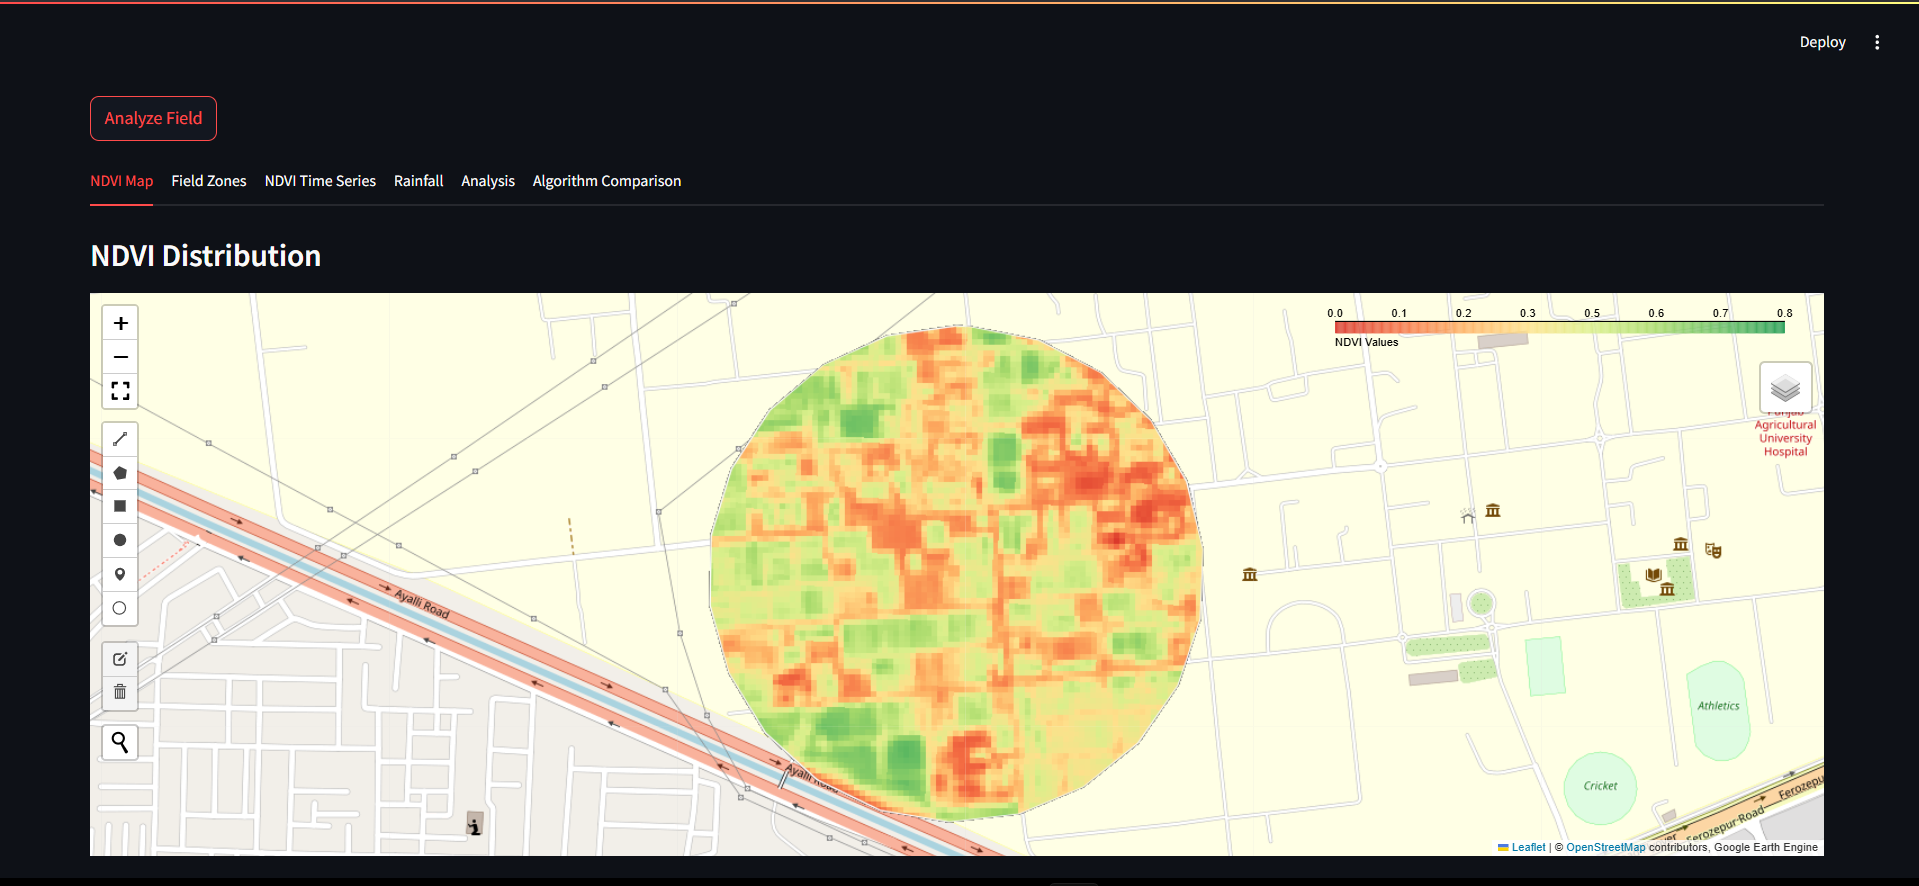 Deploy
Analyze Field
NDVI Map Field Zones NDVI Time Series Rainfall Analysis Algorithm Comparison
NDVI Distribution
0.0 0.1 0.2 0.3 0.5 0.6 0.7 0.8
NDVI Values
Punjab
Agricultural
University
Hospital
Ayalli Road
Athletics
Ayalli Road
Cricket
Ferozepu
Ferozepur Road
Leaflet | © OpenStreetMap contributors, Google Earth Engine